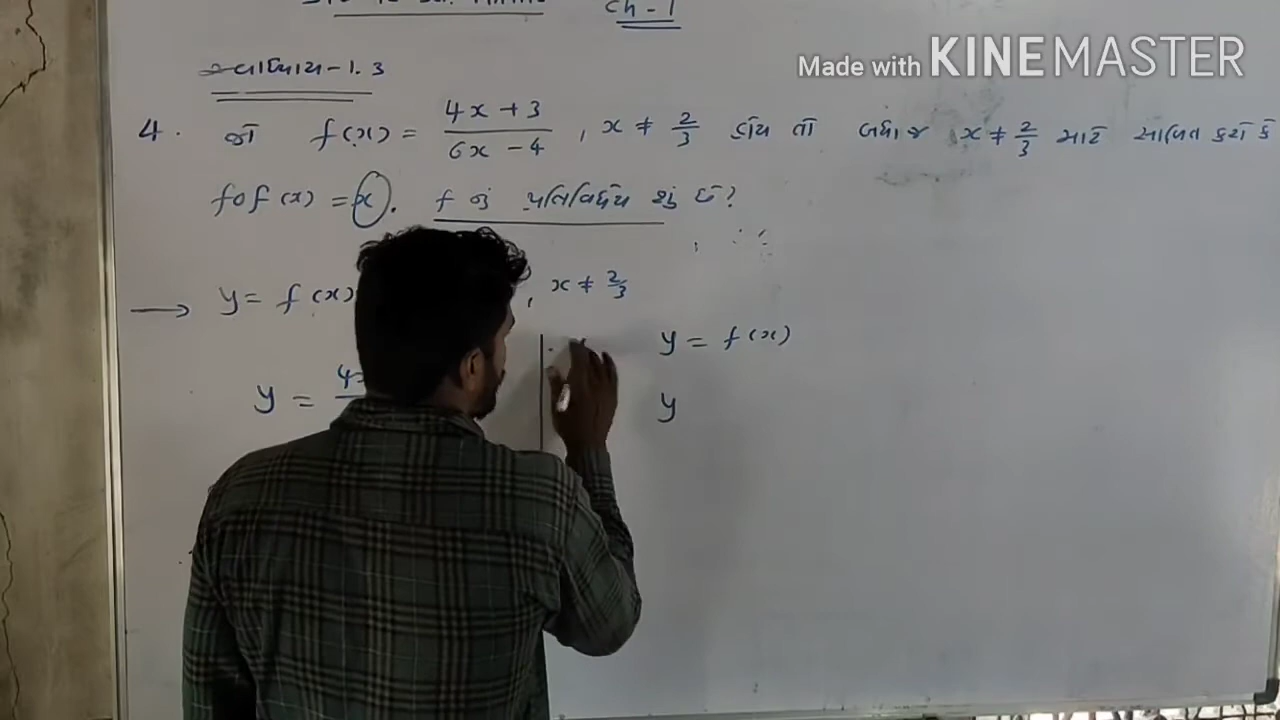 Ch - 1
Made with KINEMASTER
સ્વાધ્યાય - 1.3
4. જો f(x) = 4x + 3 / 6x - 4 , x ≠ 2/3 હોય તો બધા જ x ≠ 2/3 માટે સાબિત કરો કે
fof (x) = x. f નું પ્રતિવિધેય શું છે?
→ y = f(x) , x ≠ 2/3
y = f(x)
y = 4x
y